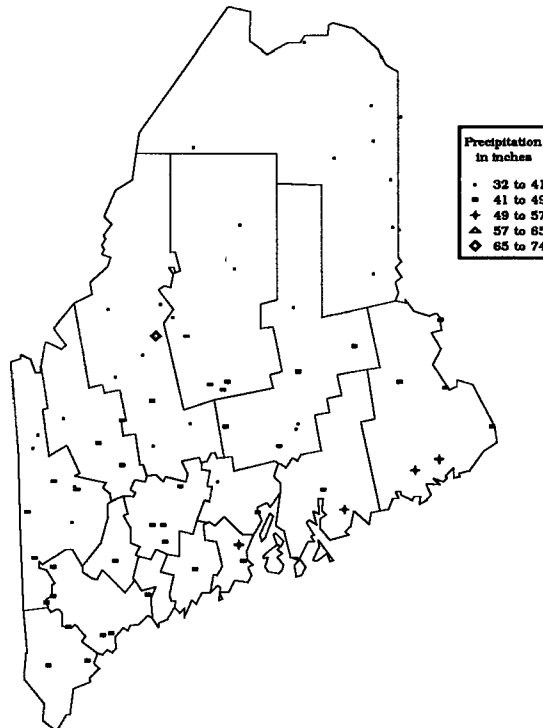 Precipitation
in inches
32 to 41
41 to 49
49 to 57
57 to 65
65 to 74